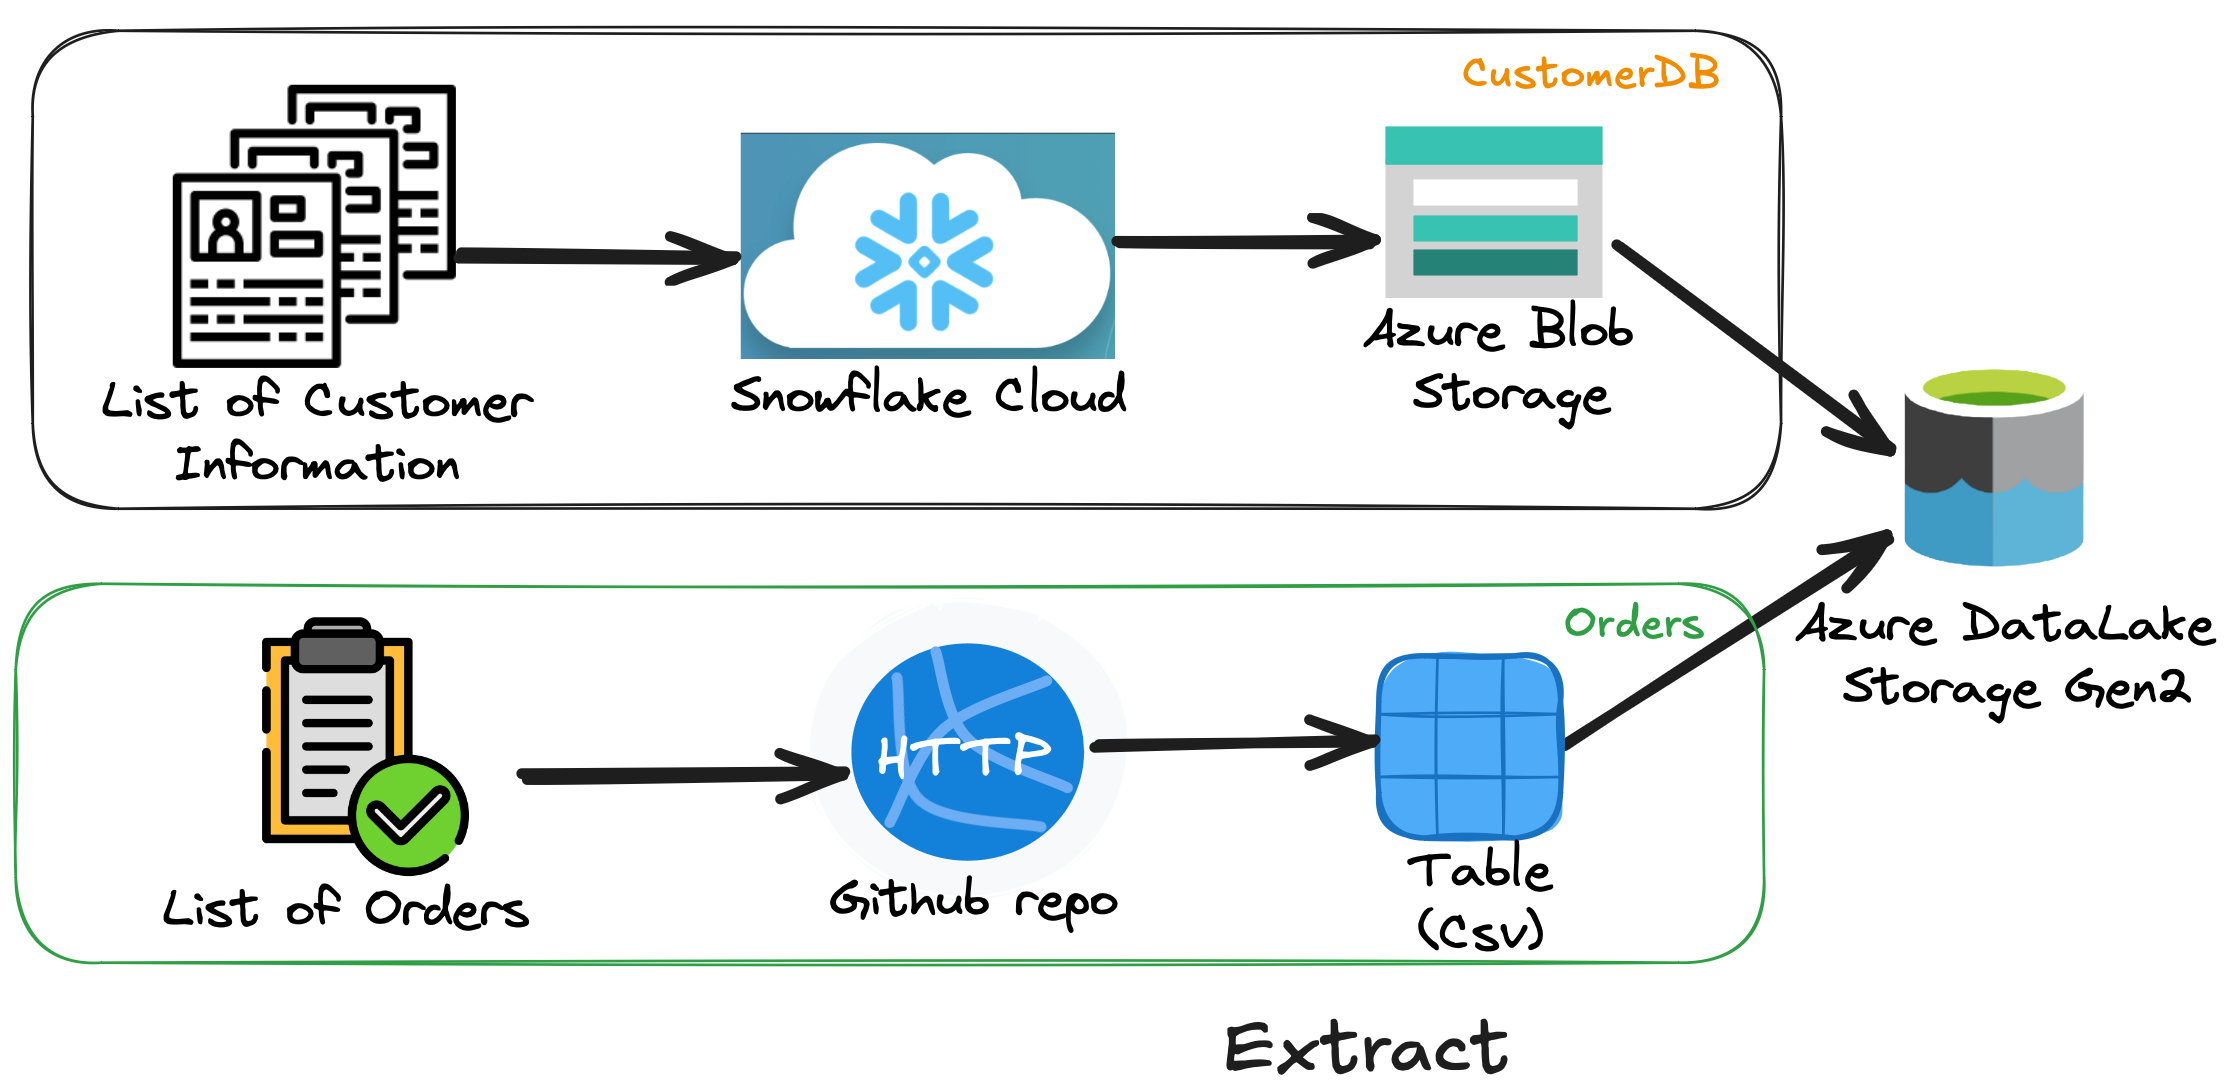 CustomerDB
List of Customer
Information
Snowflake Cloud
Azure Blob
Storage
Orders
List of Orders
HTTP
Github repo
Table
(Csv)
Azure DataLake
Storage Gen2
Extract